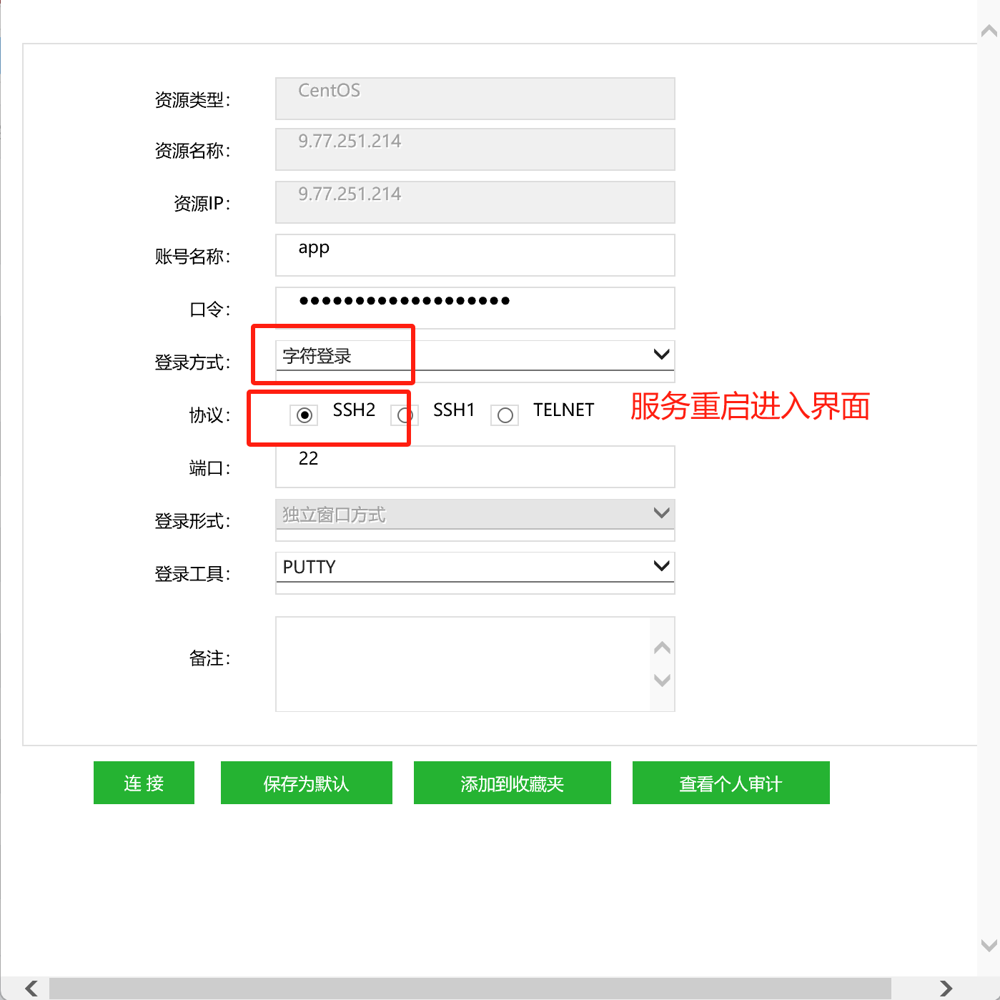 资源类型： CentOS
资源名称： 9.77.251.214
资源IP： 9.77.251.214
账号名称： app
口令： ●●●●●●●●●●●●●●●●●●●
登录方式： 字符登录
协议： SSH2 SSH1 TELNET 服务重启进入界面
端口： 22
登录形式： 独立窗口方式
登录工具： PUTTY
备注：
连 接 保存为默认 添加到收藏夹 查看个人审计